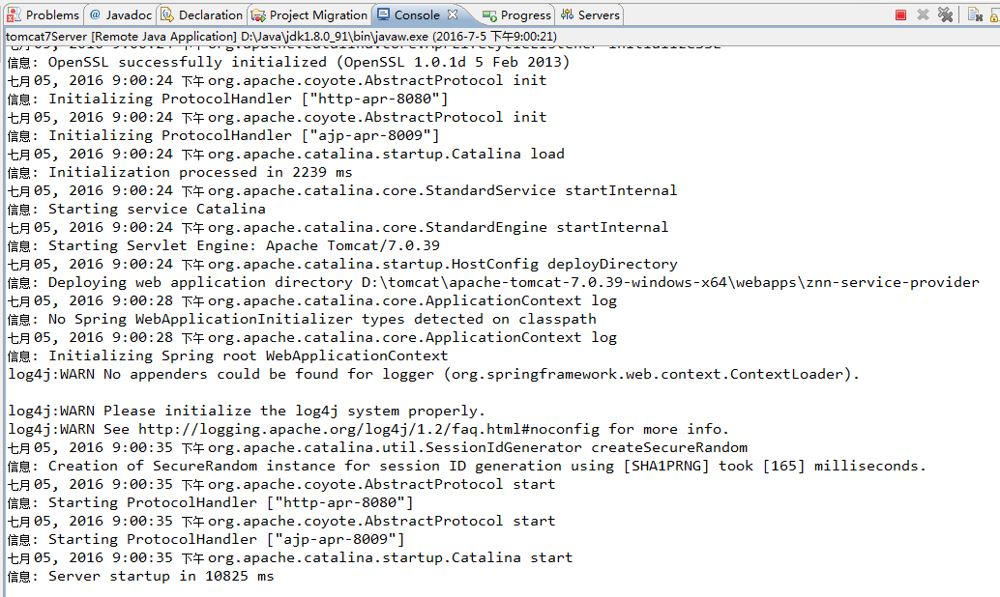 Problems @ Javadoc Declaration Project Migration Console Progress Servers
tomcat7Server [Remote Java Application] D:\Java\jdk1.8.0_91\bin\javaw.exe (2016-7-5 下午9:00:21)
七月 05, 2016 9:00:24 下午 org.apache.catalina.core.AprLifecycleListener initializeSSL
信息: OpenSSL successfully initialized (OpenSSL 1.0.1d 5 Feb 2013)
七月 05, 2016 9:00:24 下午 org.apache.coyote.AbstractProtocol init
信息: Initializing ProtocolHandler ["http-apr-8080"]
七月 05, 2016 9:00:24 下午 org.apache.coyote.AbstractProtocol init
信息: Initializing ProtocolHandler ["ajp-apr-8009"]
七月 05, 2016 9:00:24 下午 org.apache.catalina.startup.Catalina load
信息: Initialization processed in 2239 ms
七月 05, 2016 9:00:24 下午 org.apache.catalina.core.StandardService startInternal
信息: Starting service Catalina
七月 05, 2016 9:00:24 下午 org.apache.catalina.core.StandardEngine startInternal
信息: Starting Servlet Engine: Apache Tomcat/7.0.39
七月 05, 2016 9:00:24 下午 org.apache.catalina.startup.HostConfig deployDirectory
信息: Deploying web application directory D:\tomcat\apache-tomcat-7.0.39-windows-x64\webapps\znn-service-provider
七月 05, 2016 9:00:28 下午 org.apache.catalina.core.ApplicationContext log
信息: No Spring WebApplicationInitializer types detected on classpath
七月 05, 2016 9:00:28 下午 org.apache.catalina.core.ApplicationContext log
信息: Initializing Spring root WebApplicationContext
log4j:WARN No appenders could be found for logger (org.springframework.web.context.ContextLoader).
log4j:WARN Please initialize the log4j system properly.
log4j:WARN See http://logging.apache.org/log4j/1.2/faq.html#noconfig for more info.
七月 05, 2016 9:00:35 下午 org.apache.catalina.util.SessionIdGenerator createSecureRandom
信息: Creation of SecureRandom instance for session ID generation using [SHA1PRNG] took [165] milliseconds.
七月 05, 2016 9:00:35 下午 org.apache.coyote.AbstractProtocol start
信息: Starting ProtocolHandler ["http-apr-8080"]
七月 05, 2016 9:00:35 下午 org.apache.coyote.AbstractProtocol start
信息: Starting ProtocolHandler ["ajp-apr-8009"]
七月 05, 2016 9:00:35 下午 org.apache.catalina.startup.Catalina start
信息: Server startup in 10825 ms